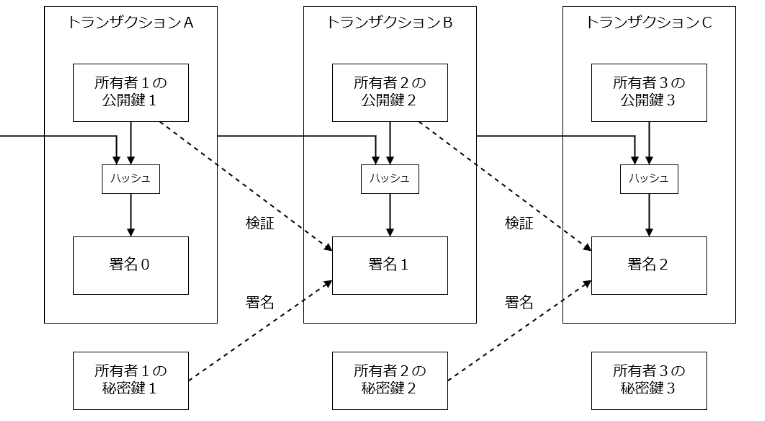 トランザクションA
トランザクションB
トランザクションC
所有者1の
公開鍵1
所有者2の
公開鍵2
所有者3の
公開鍵3
ハッシュ
ハッシュ
ハッシュ
検証
検証
署名0
署名1
署名2
署名
署名
所有者1の
秘密鍵1
所有者2の
秘密鍵2
所有者3の
秘密鍵3